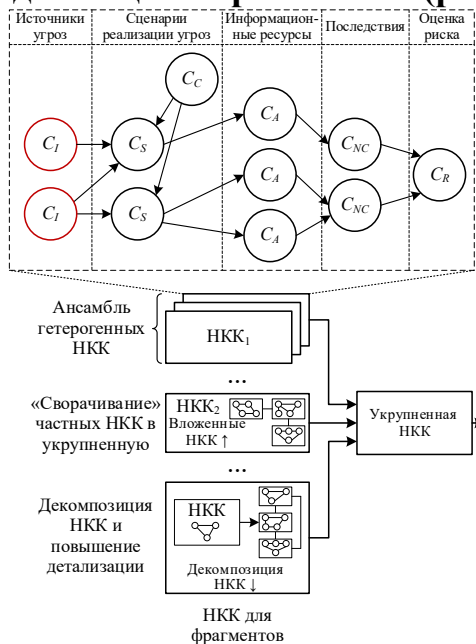 Источники угроз
Сценарии реализации угроз
Информацион-ные ресурсы
Последствия
Оценка риска
C_C
C_I
C_S
C_A
C_NC
C_R
C_I
C_S
C_A
C_NC
C_A
Ансамбль
гетерогенных
НКК
НКК₁
...
«Сворачивание»
частных НКК в
укрупненную
НКК₂
Вложенные
НКК ↑
Укрупненная
НКК
...
Декомпозиция
НКК и
повышение
детализации
НКК
Декомпозиция
НКК ↓
НКК для
фрагментов